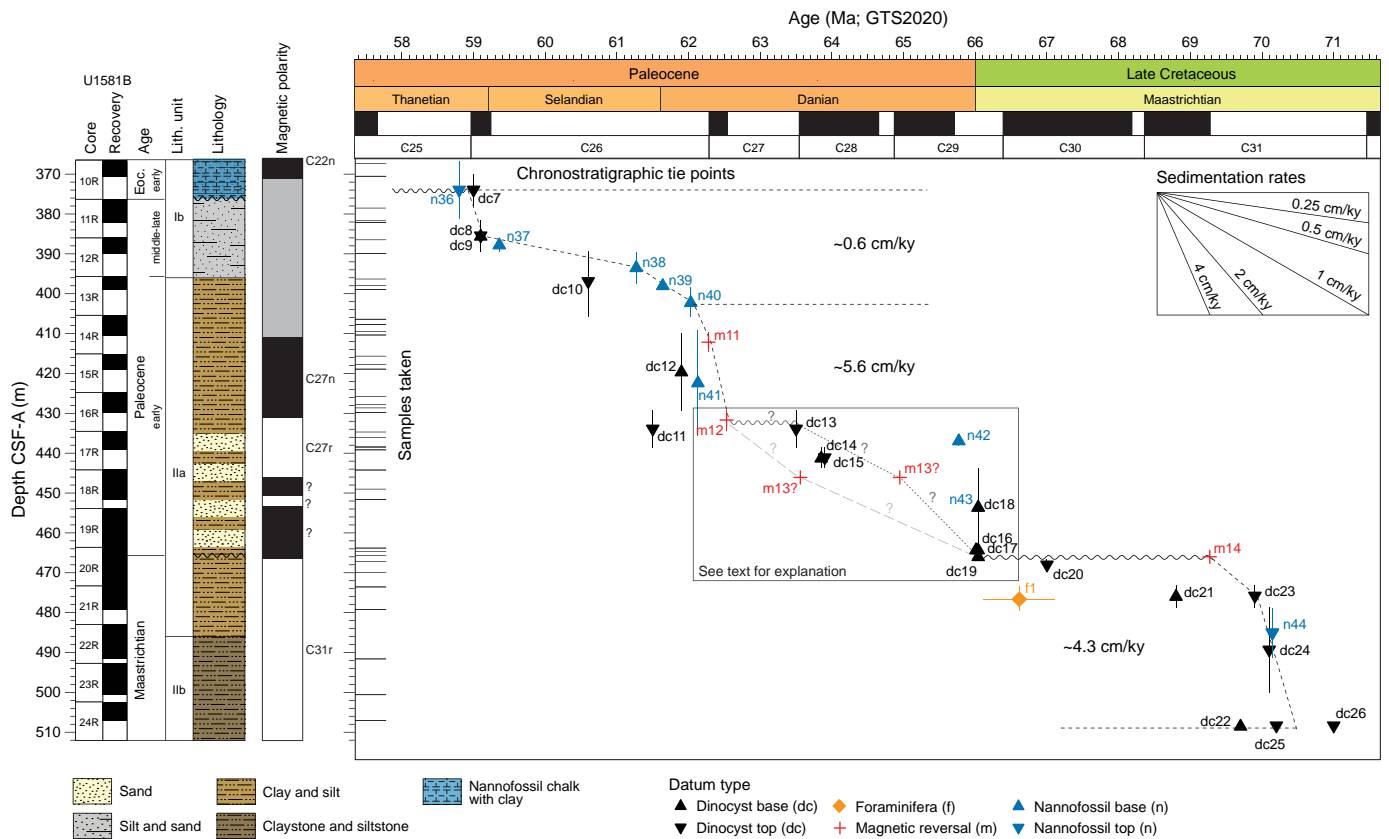 Age (Ma; GTS2020)
58 59 60 61 62 63 64 65 66 67 68 69 70 71
Paleocene Late Cretaceous
Thanetian Selandian Danian Maastrichtian
C25 C26 C27 C28 C29 C30 C31
U1581B
Core
Recovery
Age
Lith. unit
Lithology
Magnetic polarity
Depth CSF-A (m)
370
380
390
400
410
420
430
440
450
460
470
480
490
500
510
10R
11R
12R
13R
14R
15R
16R
17R
18R
19R
20R
21R
22R
23R
24R
Eoc.
early
middle-late
Paleocene
early
Maastrichtian
Ib
IIa
IIb
C22n
C27n
C27r
?
?
?
C31r
Samples taken
Chronostratigraphic tie points
n36
dc7
dc8
dc9
n37
n38
n39
dc10
n40
m11
dc12
n41
dc11
m12
?
dc13
dc14
dc15
?
n42
?
m13?
m13?
n43
?
dc18
?
dc16
dc17
dc19
See text for explanation
m14
dc20
f1
dc21
dc23
n44
dc24
dc22
dc25
dc26
~0.6 cm/ky
~5.6 cm/ky
~4.3 cm/ky
Sedimentation rates
0.25 cm/ky
0.5 cm/ky
1 cm/ky
2 cm/ky
4 cm/ky
Sand
Silt and sand
Clay and silt
Claystone and siltstone
Nannofossil chalk
with clay
Datum type
Dinocyst base (dc)
Dinocyst top (dc)
Foraminifera (f)
Magnetic reversal (m)
Nannofossil base (n)
Nannofossil top (n)